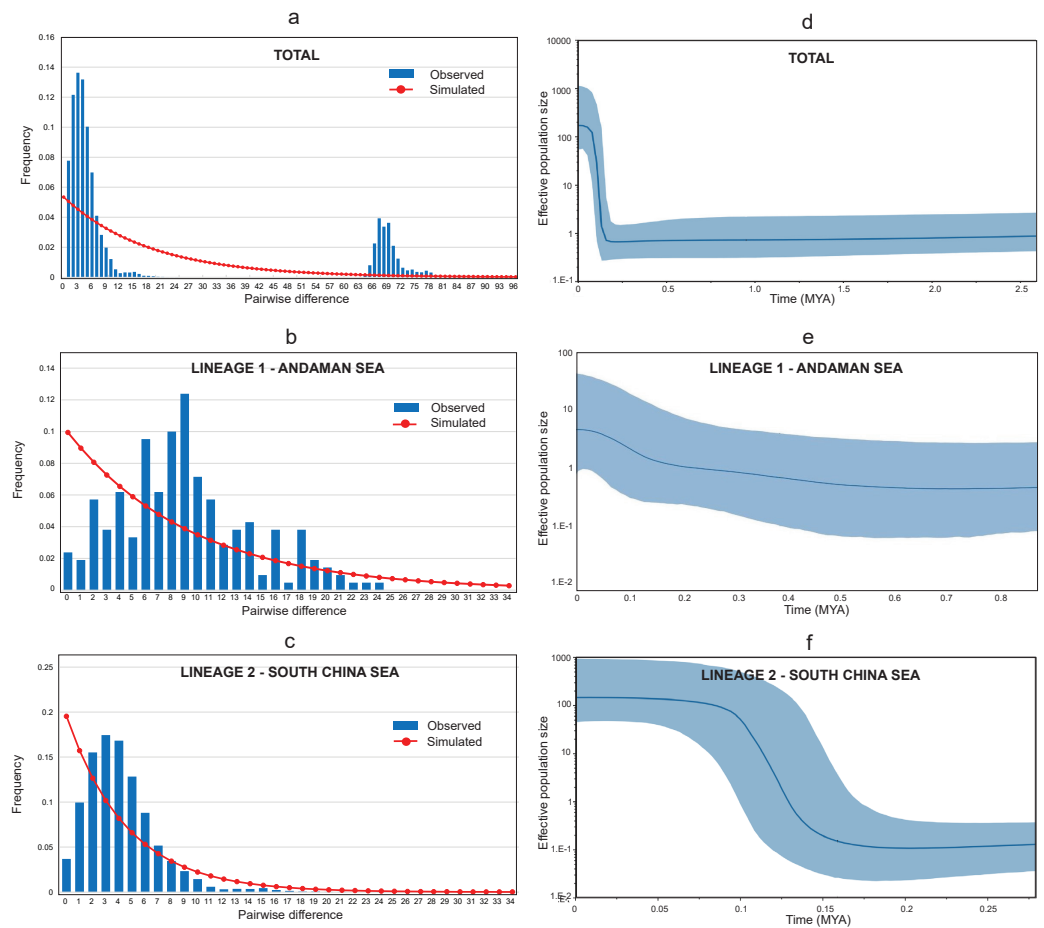 a
TOTAL
Observed
Simulated
Frequency
0.16
0.14
0.12
0.1
0.08
0.06
0.04
0.02
0
0 3 6 9 12 15 18 21 24 27 30 33 36 39 42 45 48 51 54 57 60 63 66 69 72 75 78 81 84 87 90 93 96
Pairwise difference
d
TOTAL
Effective population size
10000
1000
100
10
1
1.E-1
0 0.5 1.0 1.5 2.0 2.5
Time (MYA)
b
LINEAGE 1 - ANDAMAN SEA
Observed
Simulated
Frequency
0.14
0.12
0.1
0.08
0.06
0.04
0.02
0
0 1 2 3 4 5 6 7 8 9 10 11 12 13 14 15 16 17 18 19 20 21 22 23 24 25 26 27 28 29 30 31 32 33 34
Pairwise difference
e
LINEAGE 1 - ANDAMAN SEA
Effective population size
100
10
1
1.E-1
1.E-2
0 0.1 0.2 0.3 0.4 0.5 0.6 0.7 0.8
Time (MYA)
c
LINEAGE 2 - SOUTH CHINA SEA
Observed
Simulated
Frequency
0.25
0.2
0.15
0.1
0.05
0
0 1 2 3 4 5 6 7 8 9 10 11 12 13 14 15 16 17 18 19 20 21 22 23 24 25 26 27 28 29 30 31 32 33 34
Pairwise difference
f
LINEAGE 2 - SOUTH CHINA SEA
Effective population size
1000
100
10
1
1.E-1
1.E-2
0 0.05 0.1 0.15 0.2 0.25
Time (MYA)